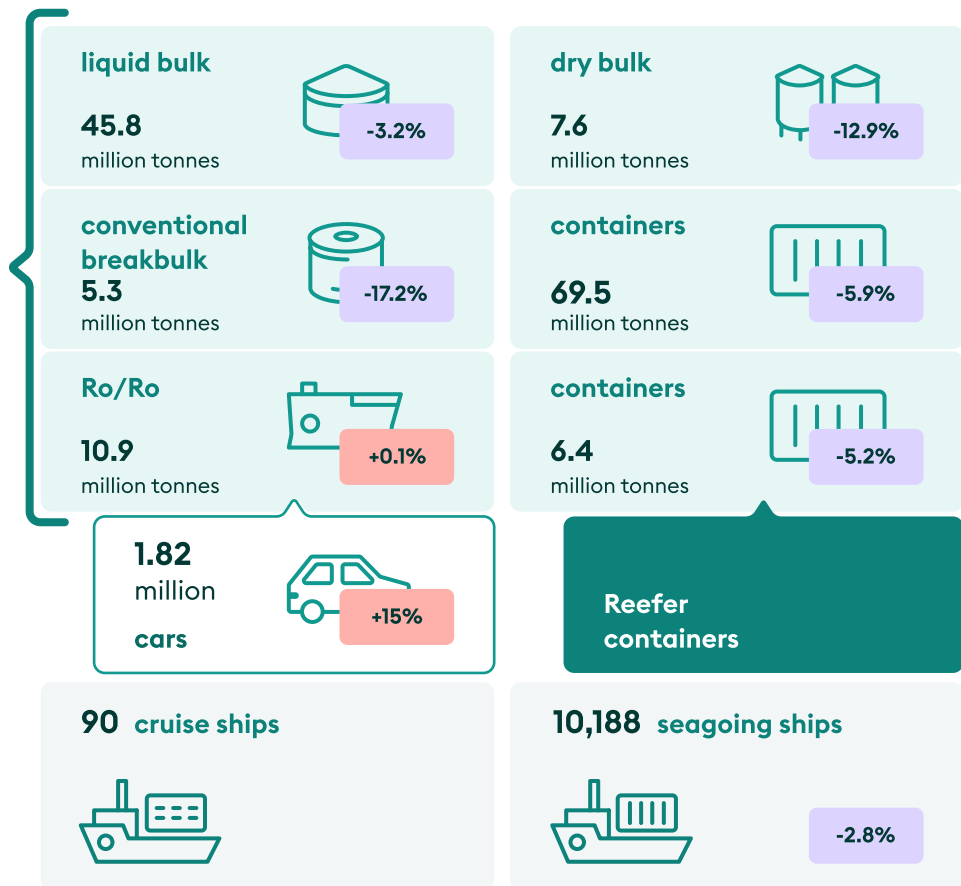 liquid bulk
45.8
million tonnes
-3.2%
dry bulk
7.6
million tonnes
-12.9%
conventional
breakbulk
5.3
million tonnes
-17.2%
containers
69.5
million tonnes
-5.9%
Ro/Ro
10.9
million tonnes
+0.1%
containers
6.4
million tonnes
-5.2%
1.82
million
cars
+15%
Reefer
containers
90 cruise ships
10,188 seagoing ships
-2.8%